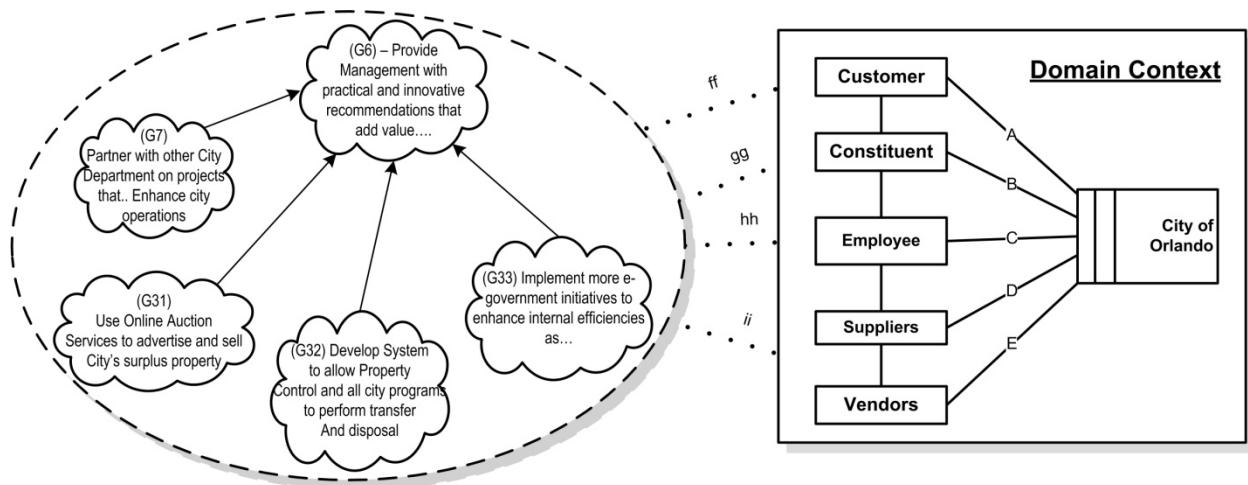 (G6) – Provide
Management with
practical and innovative
recommendations that
add value....
(G7)
Partner with other City
Department on projects
that.. Enhance city
operations
(G31)
Use Online Auction
Services to advertise and sell
City's surplus property
(G32) Develop System
to allow Property
Control and all city programs
to perform transfer
And disposal
(G33) Implement more e-
government initiatives to
enhance internal efficiencies
as…
ff
gg
hh
ii
Domain Context
Customer
Constituent
Employee
Suppliers
Vendors
A
B
C
D
E
City of
Orlando